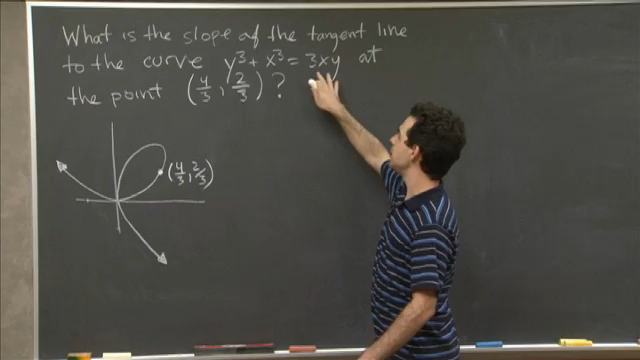 What is the slope of the tangent line
to the curve y³ + x³ = 3xy at
the point (4/3, 2/3) ?
(4/3, 2/3)